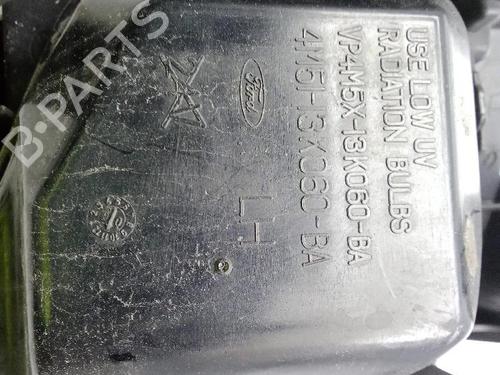 USE LOW UV
RADIATION BULBS
VP4M5X-13K060-BA
4M51-13K060-BA
LH
Ford
B-PARTS